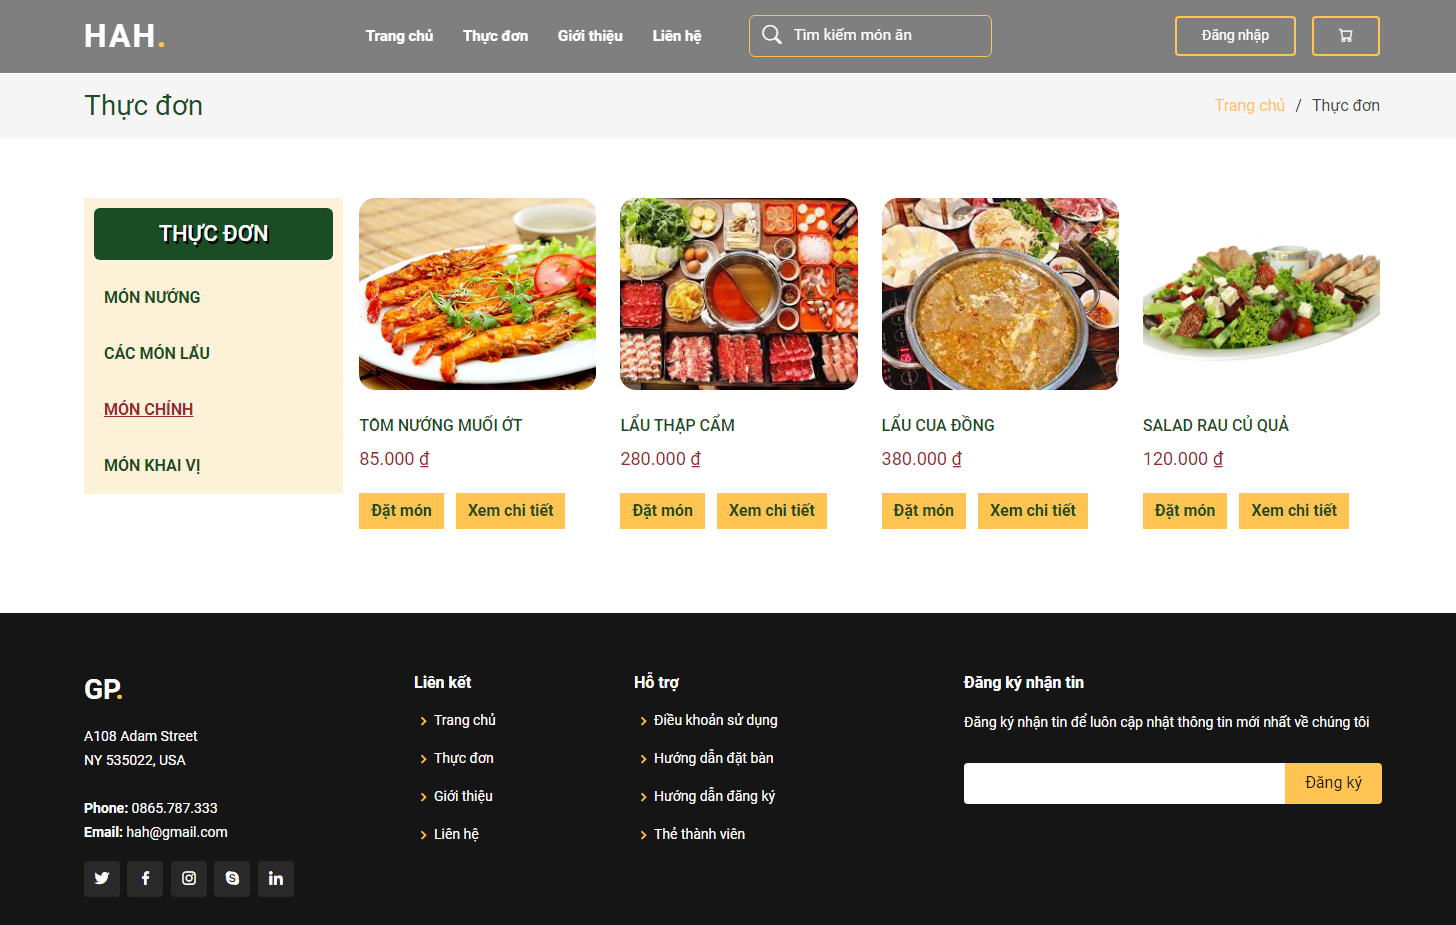 HAH.
Trang chủ
Thực đơn
Giới thiệu
Liên hệ
Tìm kiếm món ăn
Đăng nhập
Thực đơn
Trang chủ / Thực đơn
THỰC ĐƠN
MÓN NƯỚNG
CÁC MÓN LẨU
MÓN CHÍNH
MÓN KHAI VỊ
TÔM NƯỚNG MUỐI ỚT
85.000 ₫
Đặt món
Xem chi tiết
LẨU THẬP CẨM
280.000 ₫
Đặt món
Xem chi tiết
LẨU CUA ĐỒNG
380.000 ₫
Đặt món
Xem chi tiết
SALAD RAU CỦ QUẢ
120.000 ₫
Đặt món
Xem chi tiết
GP.
A108 Adam Street
NY 535022, USA
Phone: 0865.787.333
Email: hah@gmail.com
Liên kết
Trang chủ
Thực đơn
Giới thiệu
Liên hệ
Hỗ trợ
Điều khoản sử dụng
Hướng dẫn đặt bàn
Hướng dẫn đăng ký
Thẻ thành viên
Đăng ký nhận tin
Đăng ký nhận tin để luôn cập nhật thông tin mới nhất về chúng tôi
Đăng ký